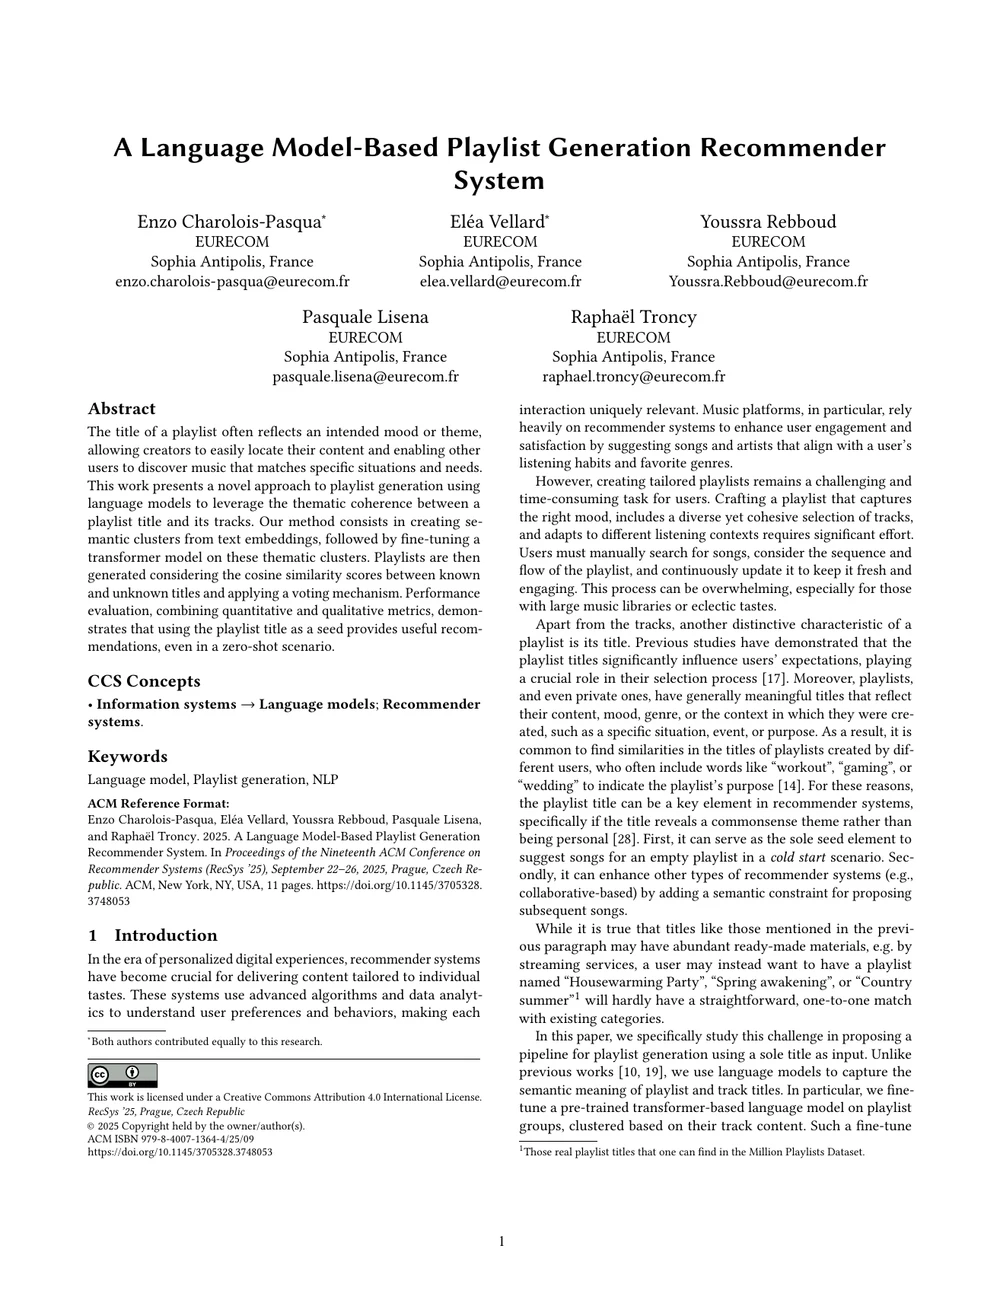 A Language Model-Based Playlist Generation Recommender
System
Enzo Charolois-Pasqua*
EURECOM
Sophia Antipolis, France
enzo.charolois-pasqua@eurecom.fr
Eléa Vellard*
EURECOM
Sophia Antipolis, France
elea.vellard@eurecom.fr
Youssra Rebboud
EURECOM
Sophia Antipolis, France
Youssra.Rebboud@eurecom.fr
Pasquale Lisena
EURECOM
Sophia Antipolis, France
pasquale.lisena@eurecom.fr
Raphaël Troncy
EURECOM
Sophia Antipolis, France
raphael.troncy@eurecom.fr
Abstract
The title of a playlist often reflects an intended mood or theme,
allowing creators to easily locate their content and enabling other
users to discover music that matches specific situations and needs.
This work presents a novel approach to playlist generation using
language models to leverage the thematic coherence between a
playlist title and its tracks. Our method consists in creating se-
mantic clusters from text embeddings, followed by fine-tuning a
transformer model on these thematic clusters. Playlists are then
generated considering the cosine similarity scores between known
and unknown titles and applying a voting mechanism. Performance
evaluation, combining quantitative and qualitative metrics, demon-
strates that using the playlist title as a seed provides useful recom-
mendations, even in a zero-shot scenario.
CCS Concepts
• Information systems → Language models; Recommender
systems.
Keywords
Language model, Playlist generation, NLP
ACM Reference Format:
Enzo Charolois-Pasqua, Eléa Vellard, Youssra Rebboud, Pasquale Lisena,
and Raphaël Troncy. 2025. A Language Model-Based Playlist Generation
Recommender System. In Proceedings of the Nineteenth ACM Conference on
Recommender Systems (RecSys '25), September 22–26, 2025, Prague, Czech Re-
public. ACM, New York, NY, USA, 11 pages. https://doi.org/10.1145/3705328.
3748053
1 Introduction
In the era of personalized digital experiences, recommender systems
have become crucial for delivering content tailored to individual
tastes. These systems use advanced algorithms and data analyt-
ics to understand user preferences and behaviors, making each
*Both authors contributed equally to this research.
cc BY
This work is licensed under a Creative Commons Attribution 4.0 International License.
RecSys '25, Prague, Czech Republic
© 2025 Copyright held by the owner/author(s).
ACM ISBN 979-8-4007-1364-4/25/09
https://doi.org/10.1145/3705328.3748053
interaction uniquely relevant. Music platforms, in particular, rely
heavily on recommender systems to enhance user engagement and
satisfaction by suggesting songs and artists that align with a user's
listening habits and favorite genres.
However, creating tailored playlists remains a challenging and
time-consuming task for users. Crafting a playlist that captures
the right mood, includes a diverse yet cohesive selection of tracks,
and adapts to different listening contexts requires significant effort.
Users must manually search for songs, consider the sequence and
flow of the playlist, and continuously update it to keep it fresh and
engaging. This process can be overwhelming, especially for those
with large music libraries or eclectic tastes.
Apart from the tracks, another distinctive characteristic of a
playlist is its title. Previous studies have demonstrated that the
playlist titles significantly influence users' expectations, playing
a crucial role in their selection process [17]. Moreover, playlists,
and even private ones, have generally meaningful titles that reflect
their content, mood, genre, or the context in which they were cre-
ated, such as a specific situation, event, or purpose. As a result, it is
common to find similarities in the titles of playlists created by dif-
ferent users, who often include words like “workout”, “gaming”, or
“wedding” to indicate the playlist's purpose [14]. For these reasons,
the playlist title can be a key element in recommender systems,
specifically if the title reveals a commonsense theme rather than
being personal [28]. First, it can serve as the sole seed element to
suggest songs for an empty playlist in a cold start scenario. Sec-
ondly, it can enhance other types of recommender systems (e.g.,
collaborative-based) by adding a semantic constraint for proposing
subsequent songs.
While it is true that titles like those mentioned in the previ-
ous paragraph may have abundant ready-made materials, e.g. by
streaming services, a user may instead want to have a playlist
named “Housewarming Party”, “Spring awakening”, or “Country
summer”1 will hardly have a straightforward, one-to-one match
with existing categories.
In this paper, we specifically study this challenge in proposing a
pipeline for playlist generation using a sole title as input. Unlike
previous works [10, 19], we use language models to capture the
semantic meaning of playlist and track titles. In particular, we fine-
tune a pre-trained transformer-based language model on playlist
groups, clustered based on their track content. Such a fine-tune
1Those real playlist titles that one can find in the Million Playlists Dataset.
1